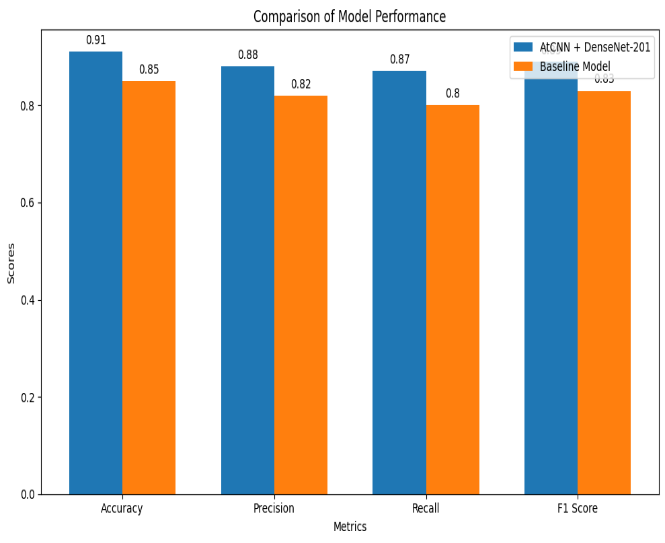 Comparison of Model Performance
AtCNN + DenseNet-201
Baseline Model
0.91
0.85
0.88
0.82
0.87
0.8
0.83
0.8
0.6
0.4
0.2
0.0
Scores
Accuracy
Precision
Recall
F1 Score
Metrics